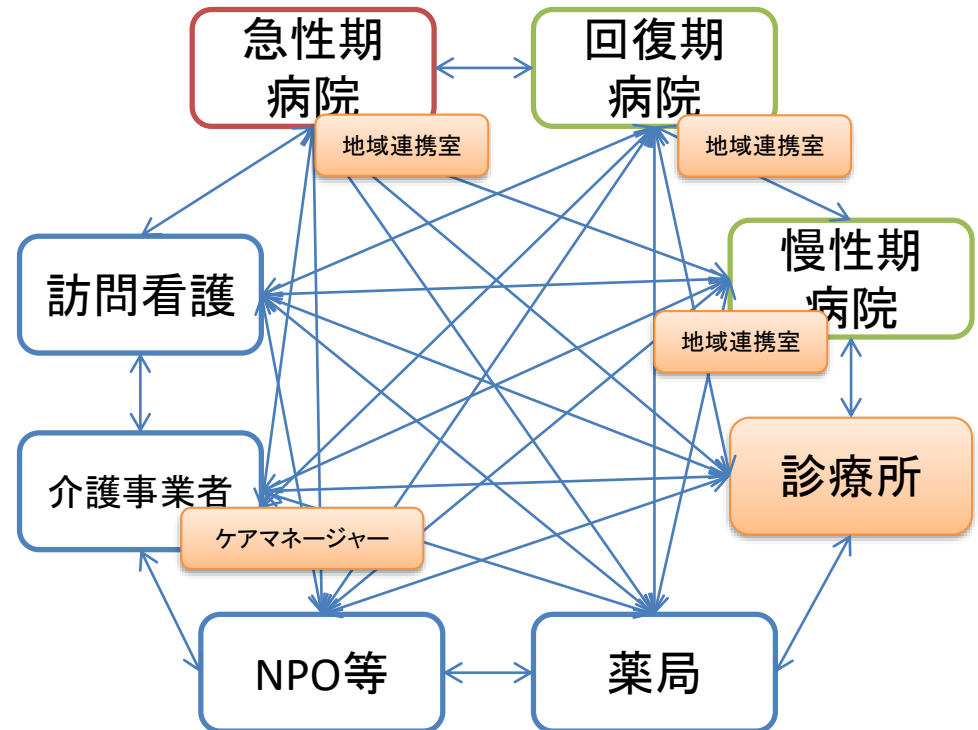 急性期
病院
回復期
病院
地域連携室
地域連携室
訪問看護
慢性期
病院
地域連携室
介護事業者
診療所
ケアマネージャー
NPO等
薬局